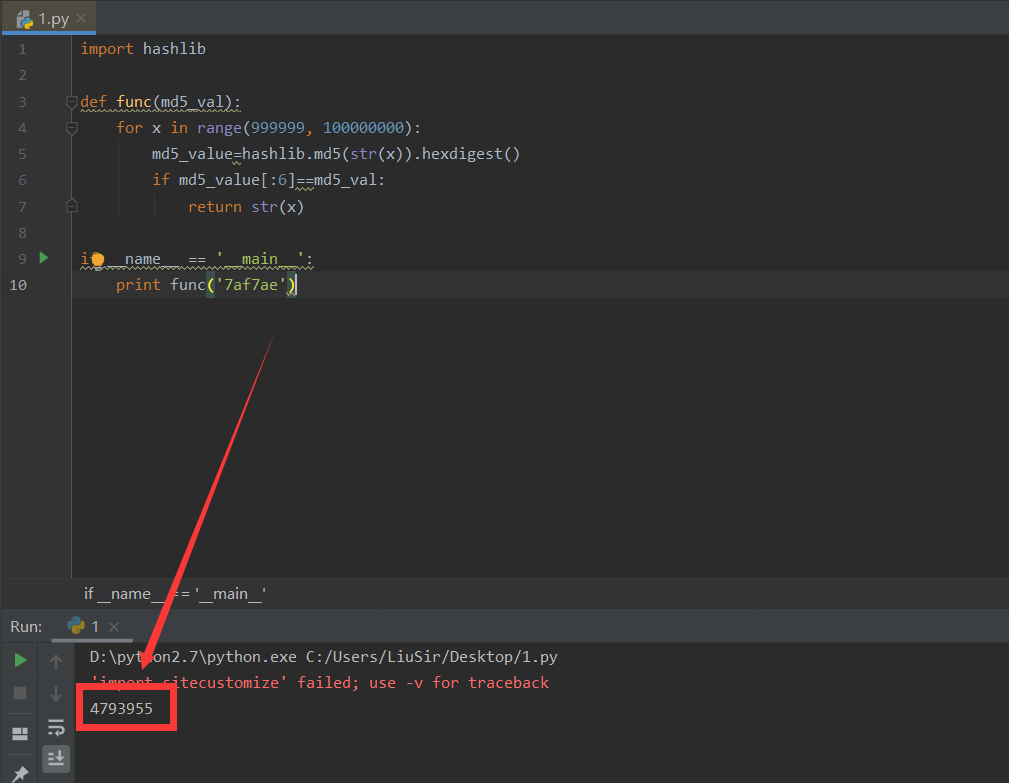 1.py
1 import hashlib
2
3 def func(md5_val):
4 for x in range(999999, 100000000):
5 md5_value=hashlib.md5(str(x)).hexdigest()
6 if md5_value[:6]==md5_val:
7 return str(x)
8
9 if __name__ == '__main__':
10 print func('7af7ae')
if __name__ == '__main__'
Run: 1
D:\python2.7\python.exe C:/Users/LiuSir/Desktop/1.py
'import sitecustomize' failed; use -v for traceback
4793955